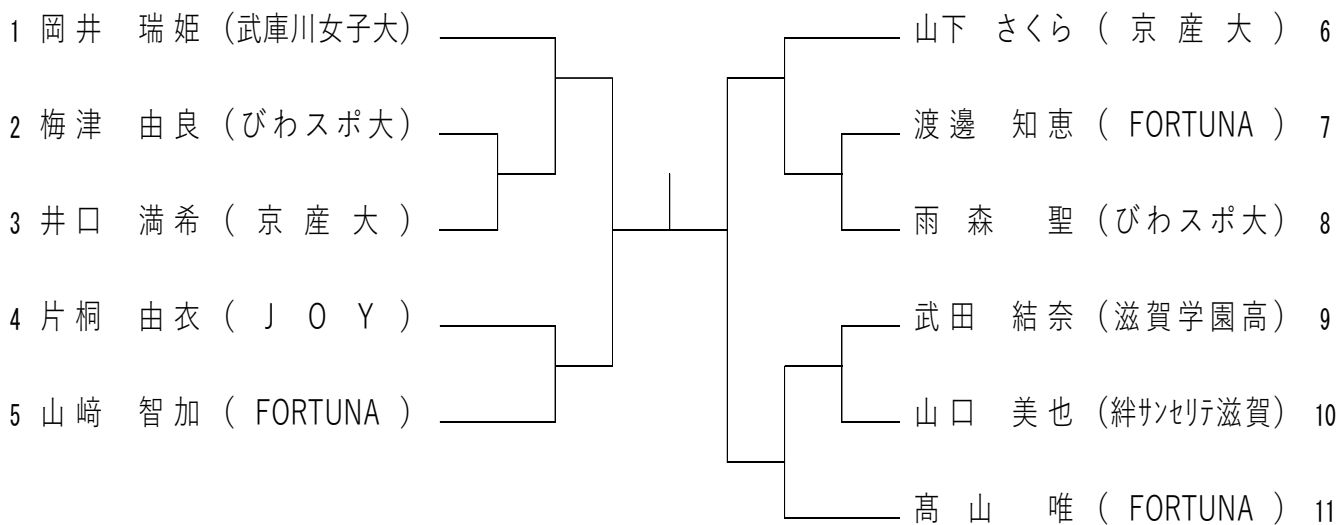 1 岡井 瑞姫 (武庫川女子大)
2 梅津 由良 (びわスポ大)
3 井口 満希 ( 京 産 大 )
4 片桐 由衣 ( J O Y )
5 山﨑 智加 ( FORTUNA )
山下 さくら ( 京 産 大 ) 6
渡邊 知恵 ( FORTUNA ) 7
雨森 聖 (びわスポ大) 8
武田 結奈 (滋賀学園高) 9
山口 美也 (絆ｻﾝｾﾘﾃ滋賀) 10
髙山 唯 ( FORTUNA ) 11